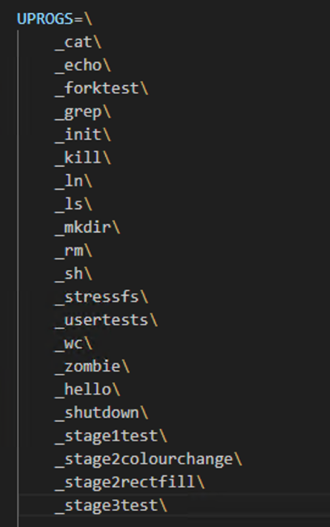 UPROGS=\
_cat\
_echo\
_forktest\
_grep\
_init\
_kill\
_ln\
_ls\
_mkdir\
_rm\
_sh\
_stressfs\
_usertests\
_wc\
_zombie\
_hello\
_shutdown\
_stage1test\
_stage2colourchange\
_stage2rectfill\
_stage3test\